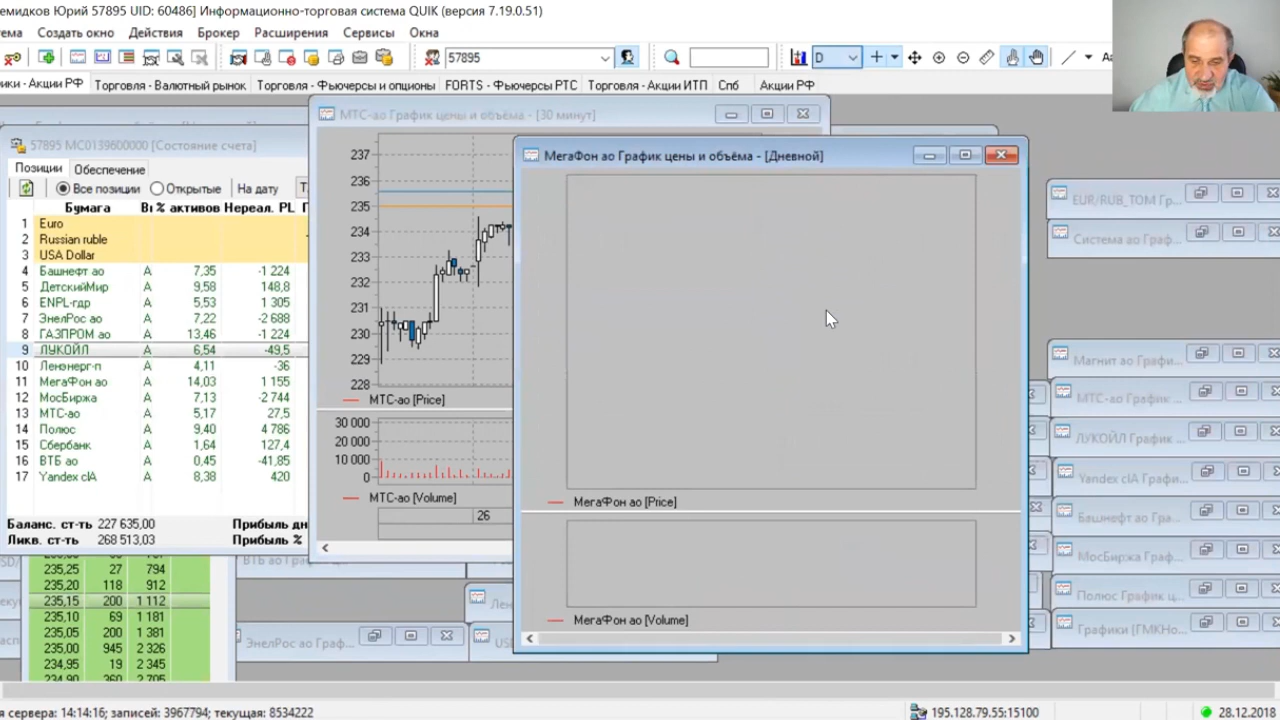 емидков Юрий 57895 UID: 60486] Информационно-торговая система QUIK (версия 7.19.0.51)
тема Создать окно Действия Брокер Расширения Сервисы Окна
57895 D
ики - Акции РФ Торговля - Валютный рынок Торговля - Фьючерсы и опционы FORTS - Фьючерсы РТС Торговля - Акции ИТП Спб Акции РФ
МТС-ао График цены и объёма - [30 минут]
57895 MC0139600000 [Состояние счета]
Позиции Обеспечение
Все позиции Открытые На дату
Бумага Ві % активов Нереал. PL
1 Euro
2 Russian ruble
3 USA Dollar
4 Башнефт ао А 7,35 -1 224
5 ДетскийМир А 9,58 148,8
6 ENPL-гдр А 5,53 1 305
7 ЭнелРос ао А 7,22 -2 688
8 ГАЗПРОМ ао А 13,46 -1 224
9 ЛУКОЙЛ А 6,54 -49,5
10 Ленэнерг-п А 4,11 -36
11 МегаФон ао А 14,03 1 155
12 МосБиржа А 7,13 -2 744
13 МТС-ао А 5,17 27,5
14 Полюс А 9,40 4 786
15 Сбербанк А 1,64 127,4
16 ВТБ ао А 0,45 -41,85
17 Yandex clA А 8,38 420
Баланс. ст-ть 227 635,00 Прибыль дн
Ликв. ст-ть 268 513,03 Прибыль %
237
236
235
234
233
232
231
230
229
228
МТС-ао [Price]
30 000
20 000
10 000
0
МТС-ао [Volume]
26
МегаФон ао График цены и объёма - [Дневной]
МегаФон ао [Price]
МегаФон ао [Volume]
EUR/RUB_TOM Гр...
Система ао Граф...
Магнит ао Графи...
МТС-ао График ...
ЛУКОЙЛ График ...
Yandex clA Графи...
Башнефт ао Гра...
МосБиржа Граф...
Полюс График ц...
Графики (ГМКНо...
ВТБ ао Гра
Лен
ЭнелРос ао Граф...
235,25 27 794
235,20 118 912
235,15 200 1 112
235,10 69 1 181
235,05 200 1 381
235,00 945 2 326
234,95 19 2 345
234,90 360 2 705
я сервера: 14:14:16; записей: 3967794; текущая: 8534222
195.128.79.55:15100 28.12.2018